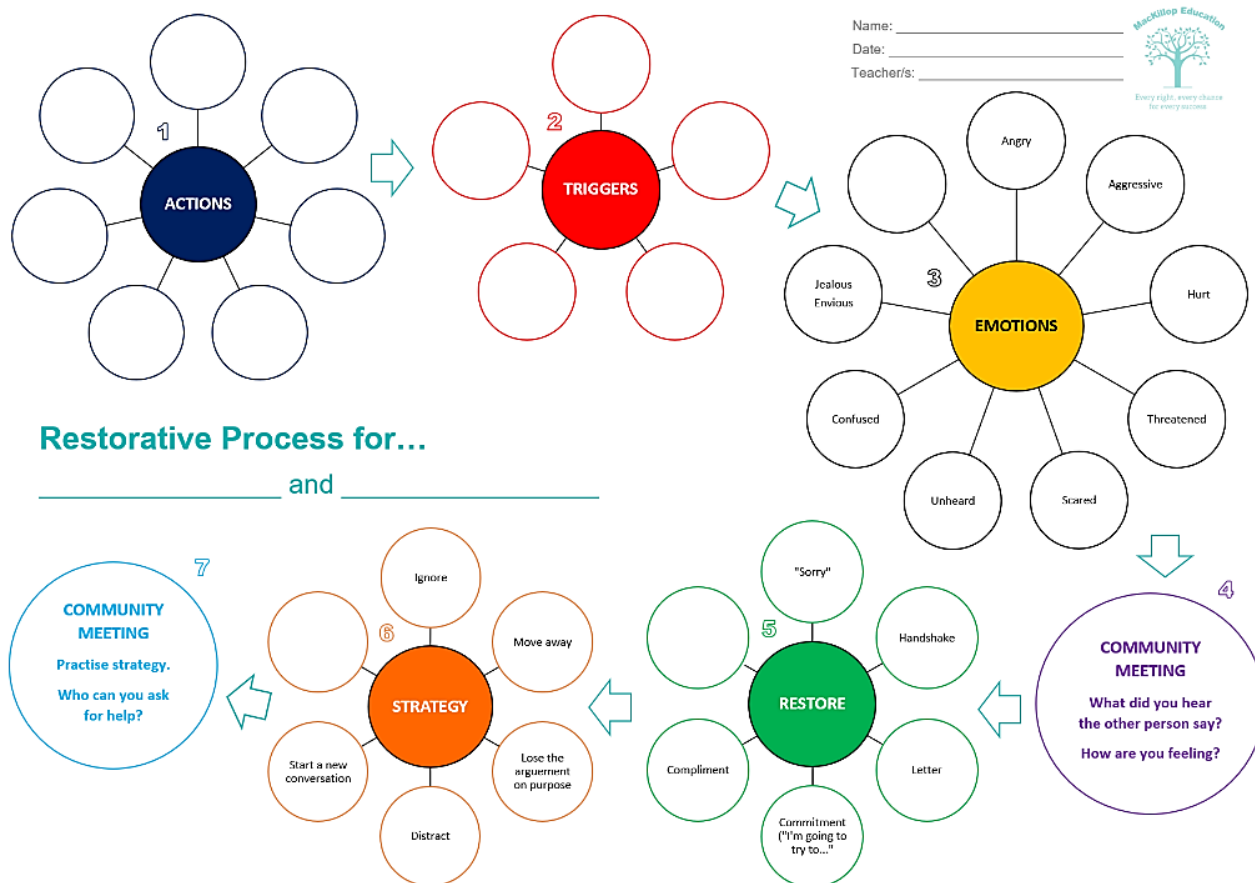 Name:
Date:
Teacher/s:
MacKillop Education
Every right, every chance
for every success
1
ACTIONS
2
TRIGGERS
3
EMOTIONS
Angry
Aggressive
Hurt
Threatened
Scared
Unheard
Confused
Jealous
Envious
Restorative Process for...
and
4
COMMUNITY
MEETING
What did you hear
the other person say?
How are you feeling?
5
RESTORE
"Sorry"
Handshake
Letter
Commitment
("I'm going to
try to..."
Compliment
6
STRATEGY
Ignore
Move away
Lose the
arguement
on purpose
Distract
Start a new
conversation
7
COMMUNITY
MEETING
Practise strategy.
Who can you ask
for help?